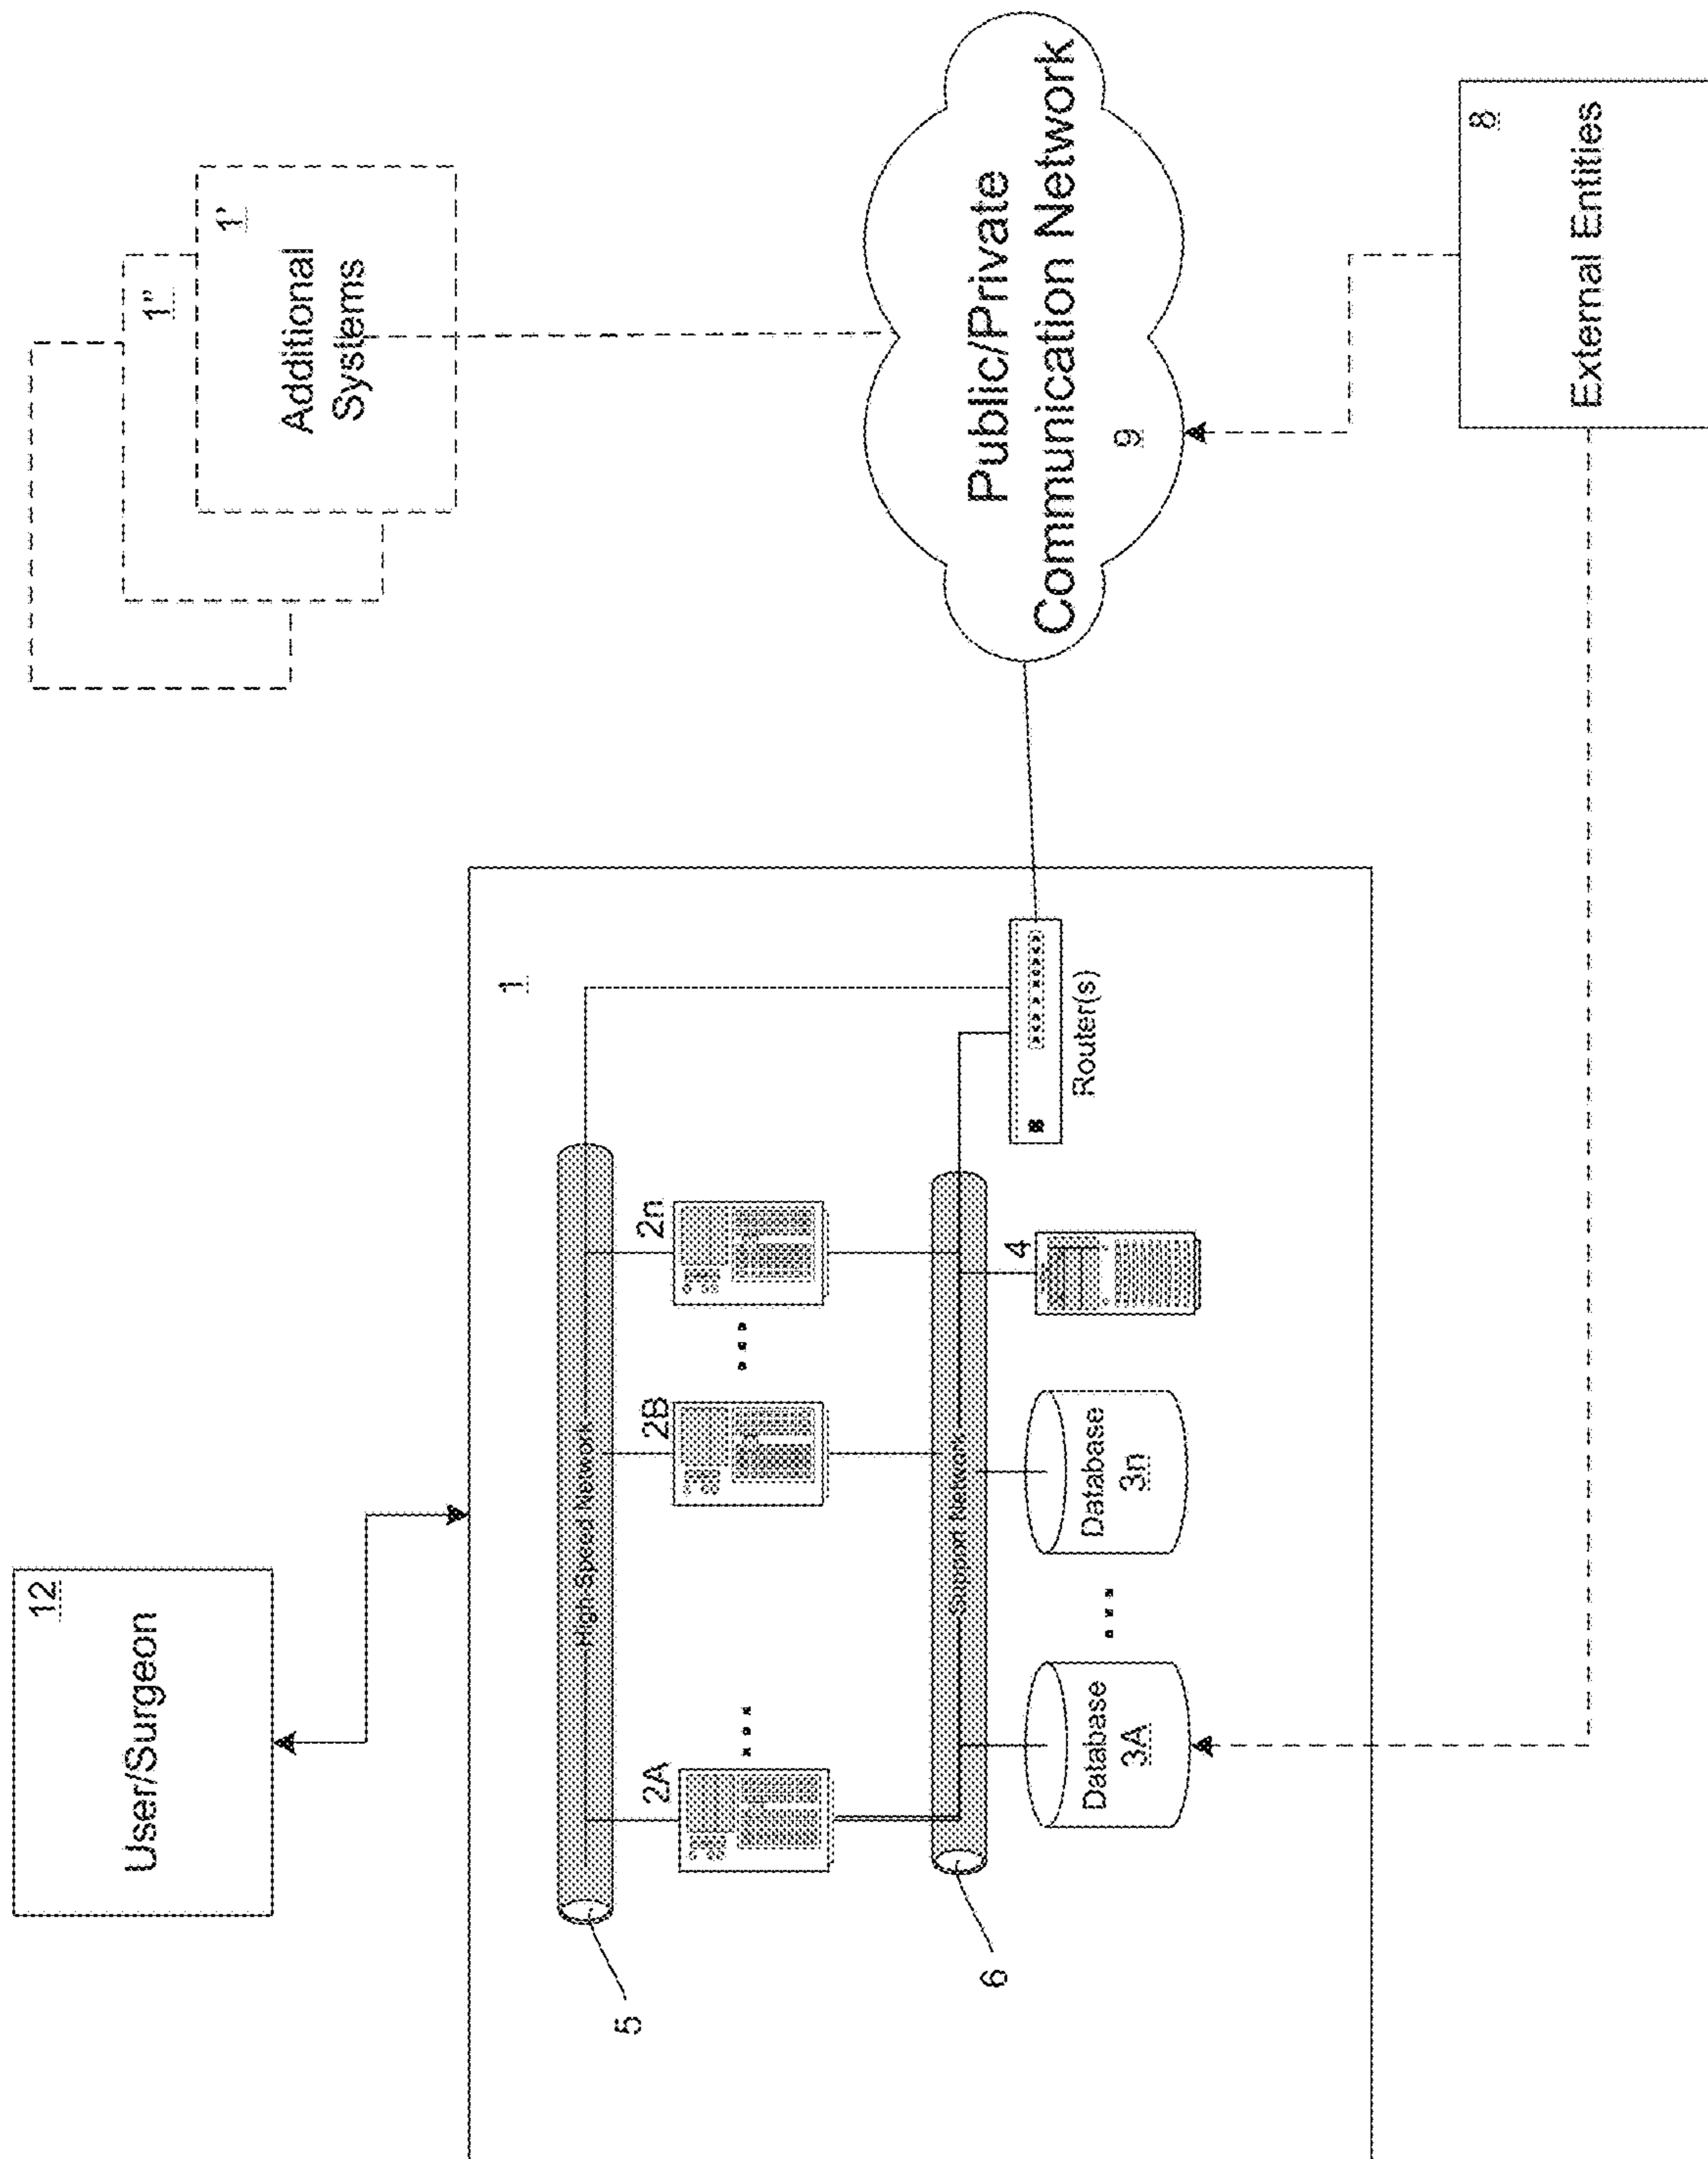 12
User/Surgeon
1"
1'
Additional
Systems
1
High-Speed Network
5
2A
2B
2n
Support Network
6
Database
3A
Database
3n
4
Router(s)
Public/Private
Communication Network
9
8
External Entities